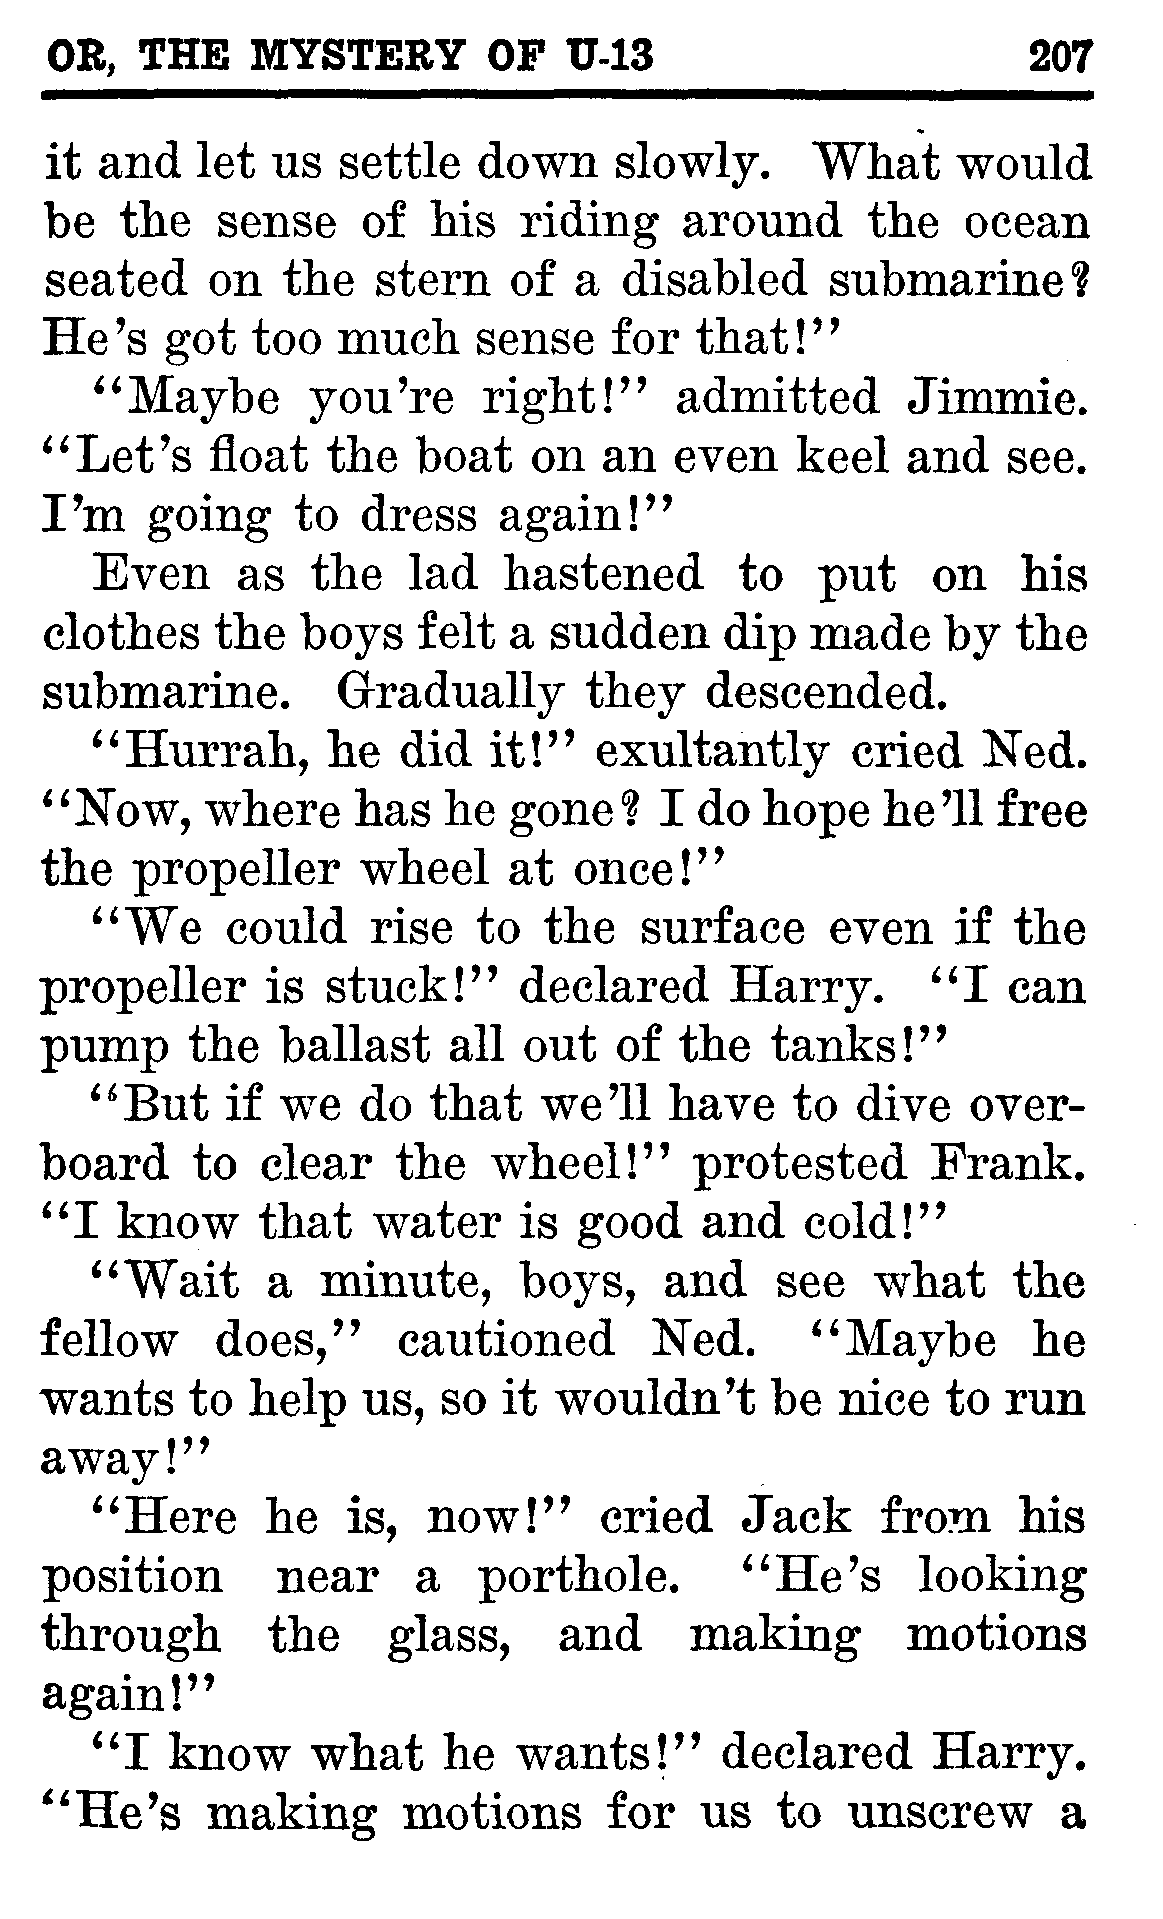 OR, THE MYSTERY OF U-13 207
it and let us settle down slowly. What would
be the sense of his riding around the ocean
seated on the stern of a disabled submarine?
He's got too much sense for that!”
“Maybe you're right!” admitted Jimmie.
“Let's float the boat on an even keel and see.
I'm going to dress again!”
Even as the lad hastened to put on his
clothes the boys felt a sudden dip made by the
submarine. Gradually they descended.
“Hurrah, he did it!” exultantly cried Ned.
“Now, where has he gone? I do hope he'll free
the propeller wheel at once!”
“We could rise to the surface even if the
propeller is stuck!” declared Harry. “I can
pump the ballast all out of the tanks!”
“But if we do that we'll have to dive over-
board to clear the wheel!” protested Frank.
“I know that water is good and cold!”
“Wait a minute, boys, and see what the
fellow does,” cautioned Ned. “Maybe he
wants to help us, so it wouldn't be nice to run
away!”
“Here he is, now!” cried Jack from his
position near a porthole. “He's looking
through the glass, and making motions
again!”
“I know what he wants!” declared Harry.
“He's making motions for us to unscrew a